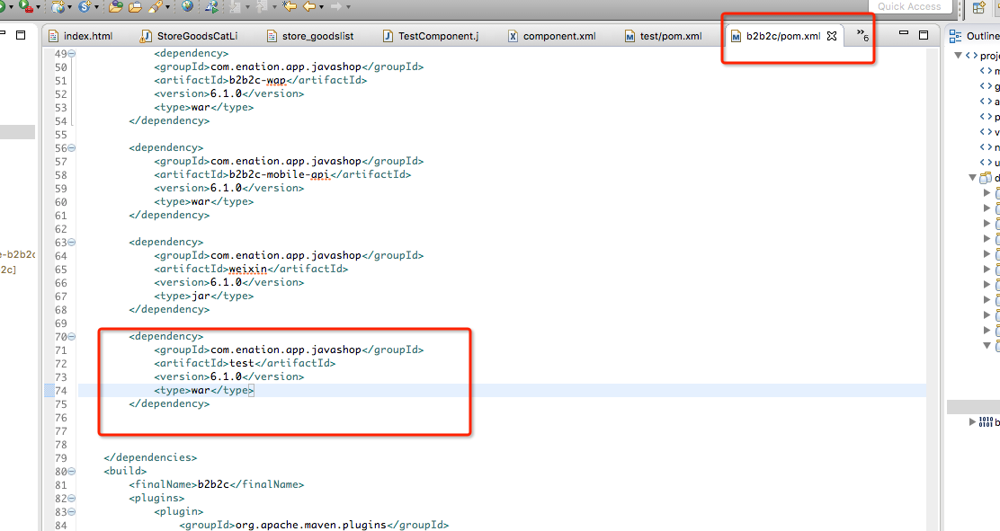 Quick Access
index.html
StoreGoodsCatLi
store_goodslist
TestComponent.j
component.xml
test/pom.xml
b2b2c/pom.xml
»6
Outline
49 <dependency>
50 <groupId>com.enation.app.javashop</groupId>
51 <artifactId>b2b2c-wap</artifactId>
52 <version>6.1.0</version>
53 <type>war</type>
54 </dependency>
55
56 <dependency>
57 <groupId>com.enation.app.javashop</groupId>
58 <artifactId>b2b2c-mobile-api</artifactId>
59 <version>6.1.0</version>
60 <type>war</type>
61 </dependency>
62
63 <dependency>
64 <groupId>com.enation.app.javashop</groupId>
65 <artifactId>weixin</artifactId>
66 <version>6.1.0</version>
67 <type>jar</type>
68 </dependency>
69
70 <dependency>
71 <groupId>com.enation.app.javashop</groupId>
72 <artifactId>test</artifactId>
73 <version>6.1.0</version>
74 <type>war</type>
75 </dependency>
76
77
78
79 </dependencies>
80 <build>
81 <finalName>b2b2c</finalName>
82 <plugins>
83 <plugin>
84 <groupId>org.apache.maven.plugins</groupId>
e-b2b2c
2c]
proje
m
g
a
p
v
n
u
d
b